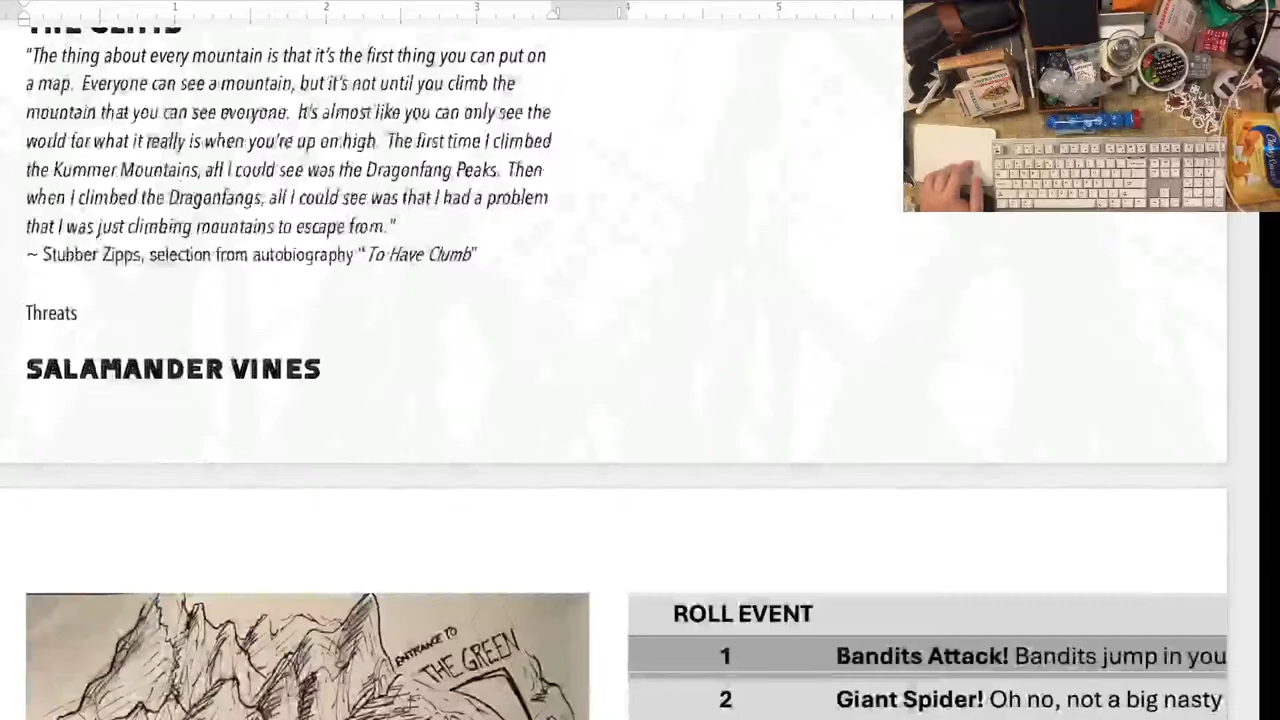 1 2 3 4 5
"The thing about every mountain is that it's the first thing you can put on
a map. Everyone can see a mountain, but it's not until you climb the
mountain that you can see everyone. It's almost like you can only see the
world for what it really is when you're up on high. The first time I climbed
the Kummer Mountains, all I could see was the Dragonfang Peaks. Then
when I climbed the Dragonfangs, all I could see was that I had a problem
that I was just climbing mountains to escape from."
~ Stubber Zipps, selection from autobiography "To Have Clumb"
Threats
SALAMANDER VINES
ENTRANCE TO
THE GREEN
ROLL EVENT
1 Bandits Attack! Bandits jump in you
2 Giant Spider! Oh no, not a big nasty